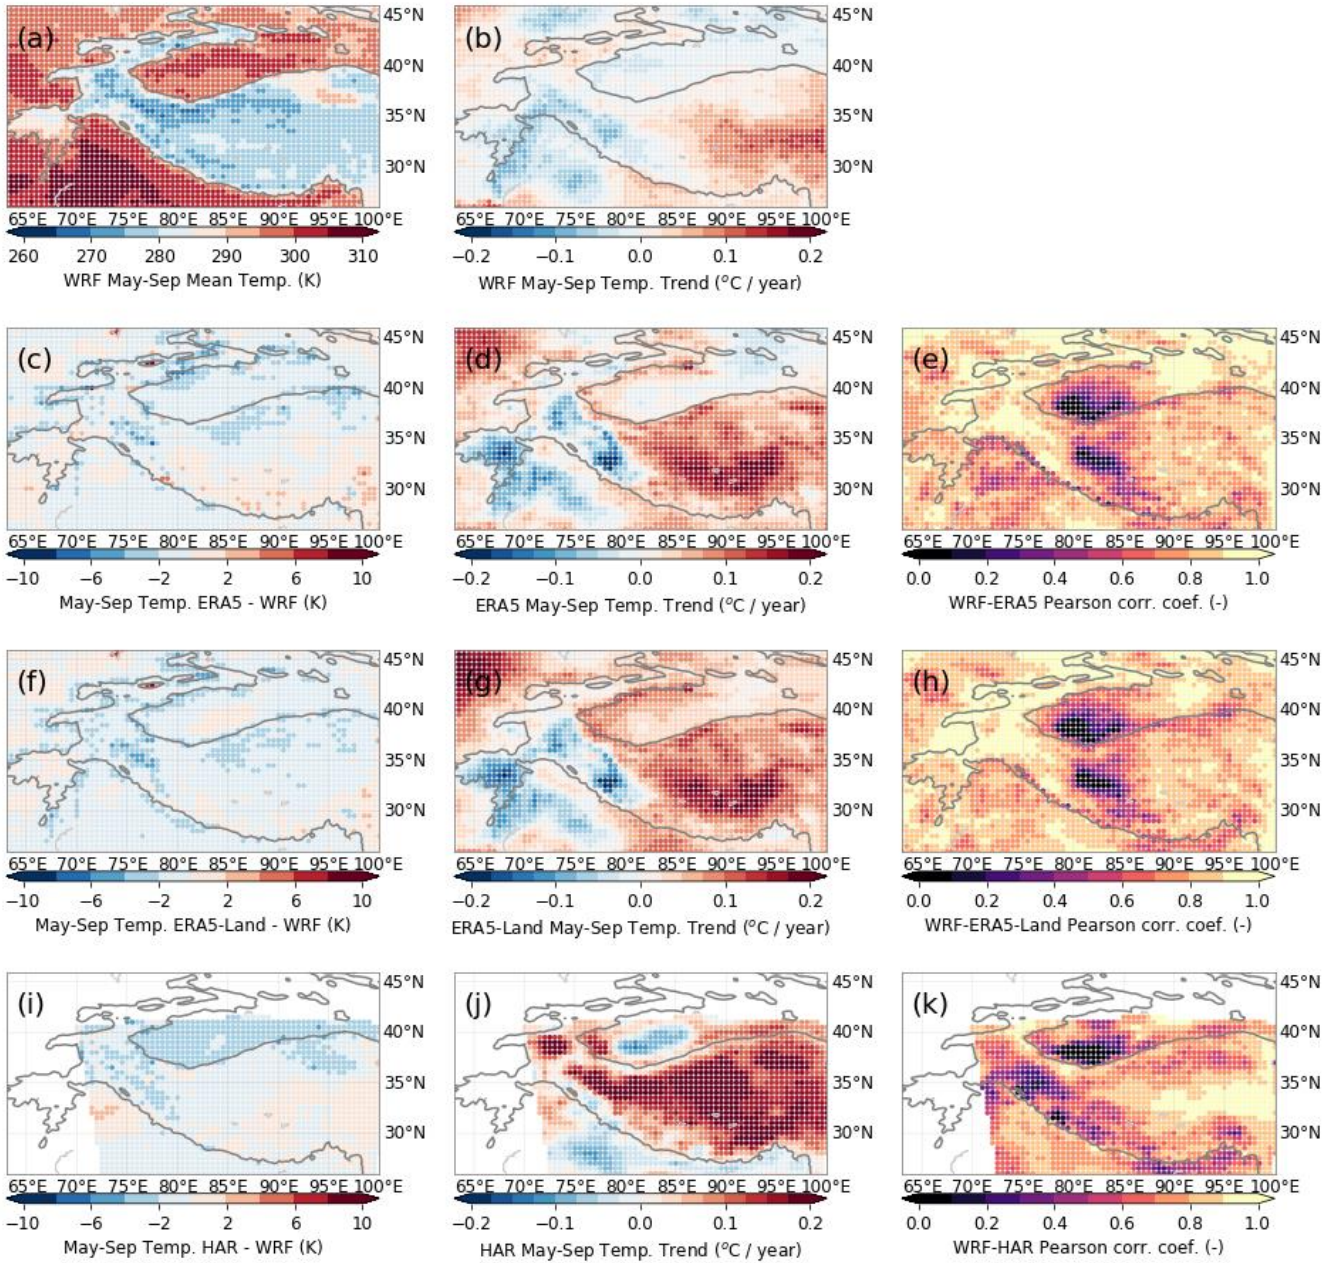 (a)
45°N
40°N
35°N
30°N
65°E 70°E 75°E 80°E 85°E 90°E 95°E 100°E
260 270 280 290 300 310
WRF May-Sep Mean Temp. (K)
(b)
45°N
40°N
35°N
30°N
65°E 70°E 75°E 80°E 85°E 90°E 95°E 100°E
−0.2 −0.1 0.0 0.1 0.2
WRF May-Sep Temp. Trend (°C / year)
(c)
45°N
40°N
35°N
30°N
65°E 70°E 75°E 80°E 85°E 90°E 95°E 100°E
−10 −6 −2 2 6 10
May-Sep Temp. ERA5 - WRF (K)
(d)
45°N
40°N
35°N
30°N
65°E 70°E 75°E 80°E 85°E 90°E 95°E 100°E
−0.2 −0.1 0.0 0.1 0.2
ERA5 May-Sep Temp. Trend (°C / year)
(e)
45°N
40°N
35°N
30°N
65°E 70°E 75°E 80°E 85°E 90°E 95°E 100°E
0.0 0.2 0.4 0.6 0.8 1.0
WRF-ERA5 Pearson corr. coef. (-)
(f)
45°N
40°N
35°N
30°N
65°E 70°E 75°E 80°E 85°E 90°E 95°E 100°E
−10 −6 −2 2 6 10
May-Sep Temp. ERA5-Land - WRF (K)
(g)
45°N
40°N
35°N
30°N
65°E 70°E 75°E 80°E 85°E 90°E 95°E 100°E
−0.2 −0.1 0.0 0.1 0.2
ERA5-Land May-Sep Temp. Trend (°C / year)
(h)
45°N
40°N
35°N
30°N
65°E 70°E 75°E 80°E 85°E 90°E 95°E 100°E
0.0 0.2 0.4 0.6 0.8 1.0
WRF-ERA5-Land Pearson corr. coef. (-)
(i)
45°N
40°N
35°N
30°N
65°E 70°E 75°E 80°E 85°E 90°E 95°E 100°E
−10 −6 −2 2 6 10
May-Sep Temp. HAR - WRF (K)
(j)
45°N
40°N
35°N
30°N
65°E 70°E 75°E 80°E 85°E 90°E 95°E 100°E
−0.2 −0.1 0.0 0.1 0.2
HAR May-Sep Temp. Trend (°C / year)
(k)
45°N
40°N
35°N
30°N
65°E 70°E 75°E 80°E 85°E 90°E 95°E 100°E
0.0 0.2 0.4 0.6 0.8 1.0
WRF-HAR Pearson corr. coef. (-)